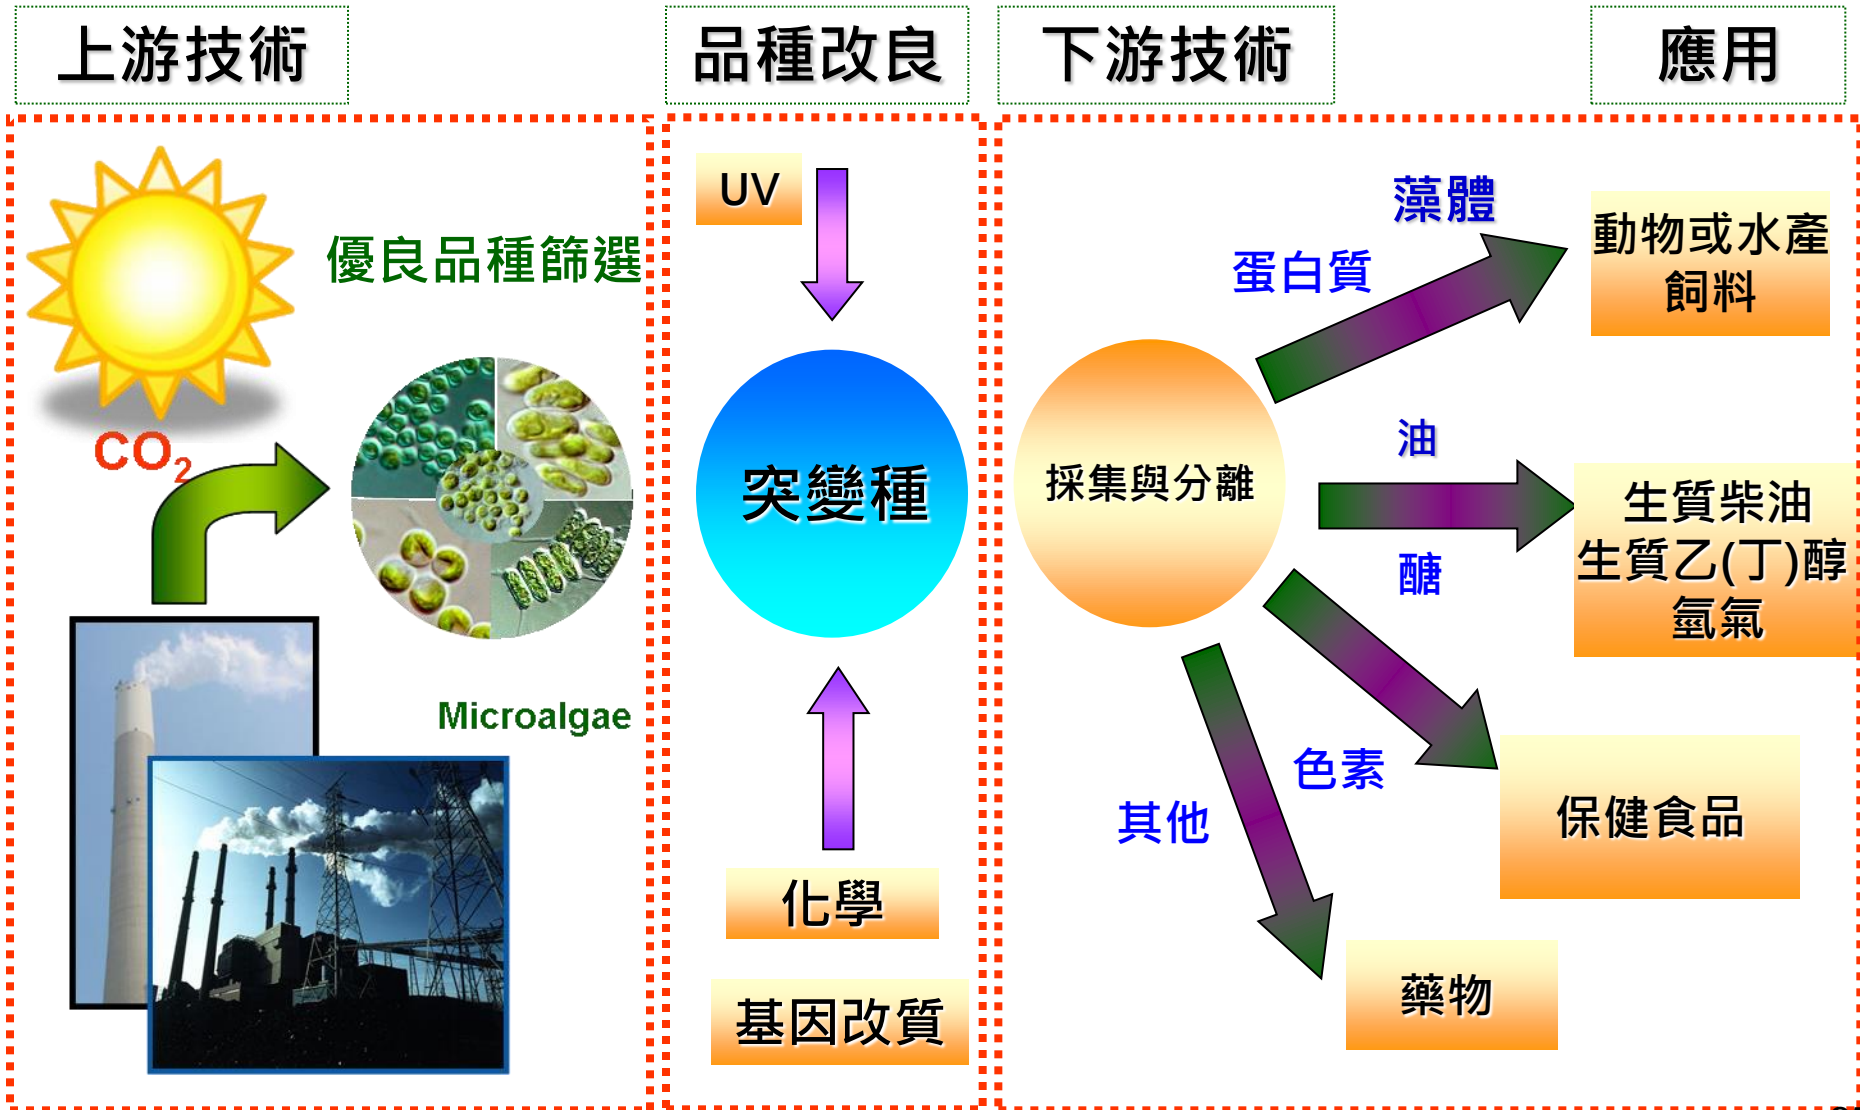 上游技術
品種改良
下游技術
應用
優良品種篩選
CO₂
Microalgae
UV
突變種
化學
基因改質
採集與分離
藻體
蛋白質
油
醣
色素
其他
動物或水產
飼料
生質柴油
生質乙(丁)醇
氫氣
保健食品
藥物